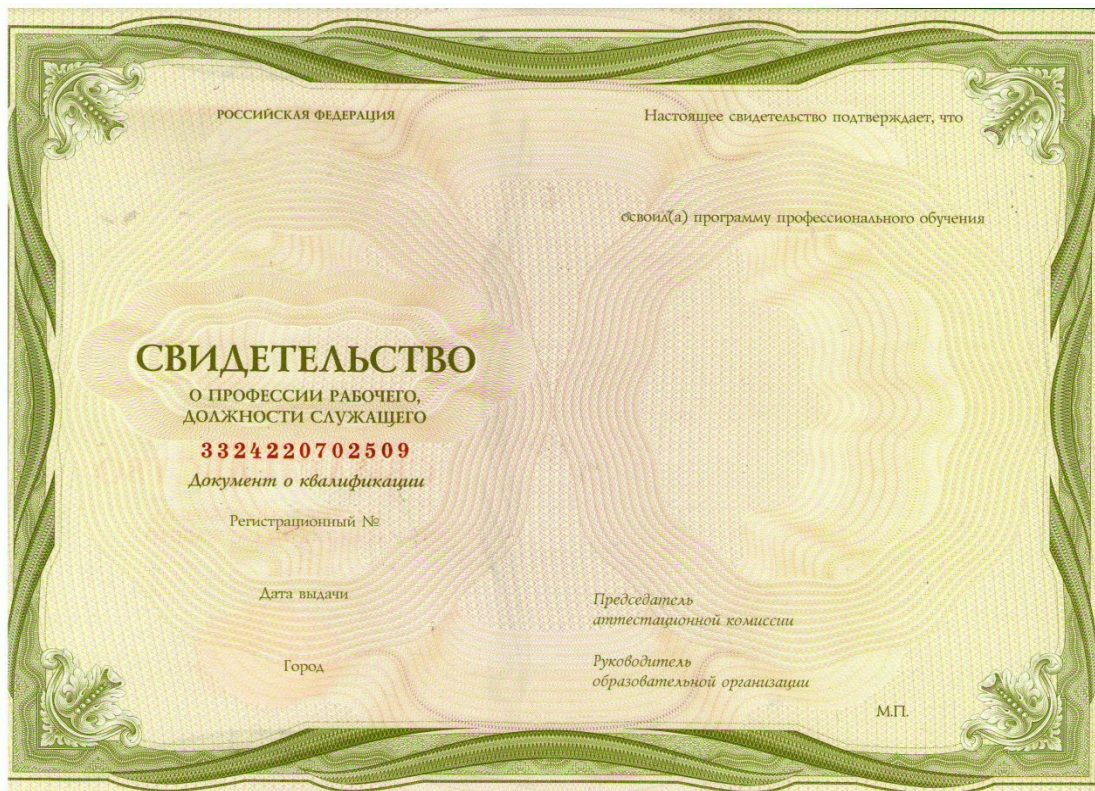 РОССИЙСКАЯ ФЕДЕРАЦИЯ
СВИДЕТЕЛЬСТВО
О ПРОФЕССИИ РАБОЧЕГО,
ДОЛЖНОСТИ СЛУЖАЩЕГО
3324220702509
Документ о квалификации
Регистрационный №
Дата выдачи
Город
Настоящее свидетельство подтверждает, что
освоил(а) программу профессионального обучения
Председатель
аттестационной комиссии
Руководитель
образовательной организации
М.П.